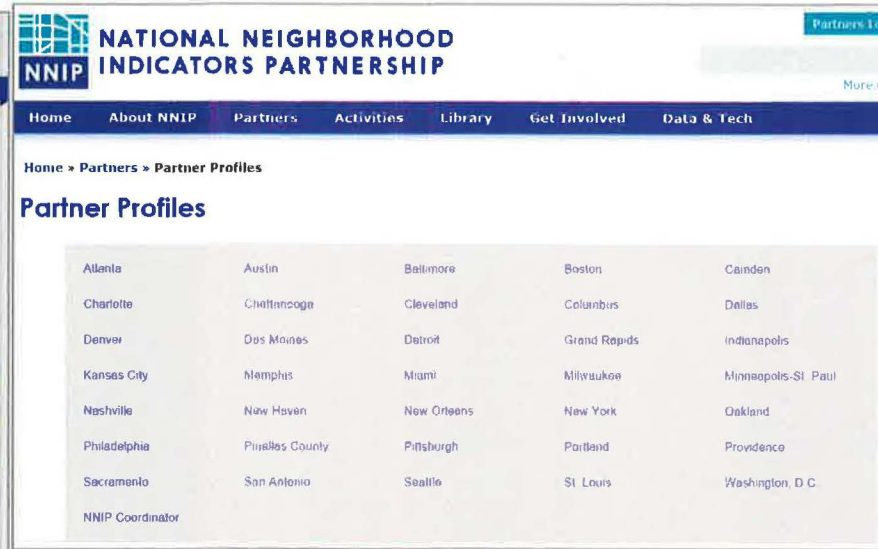 Partners
NATIONAL NEIGHBORHOOD
INDICATORS PARTNERSHIP
NNIP
More
Home About NNIP Partners Activities Library Get Involved Data & Tech
Home » Partners » Partner Profiles
Partner Profiles
Atlanta Austin Baltimore Boston Camden
Charlotte Chattanooga Cleveland Columbus Dallas
Denver Des Moines Detroit Grand Rapids Indianapolis
Kansas City Memphis Miami Milwaukee Minneapolis-St. Paul
Nashville New Haven New Orleans New York Oakland
Philadelphia Pinellas County Pittsburgh Portland Providence
Sacramento San Antonio Seattle St. Louis Washington, D.C.
NNIP Coordinator